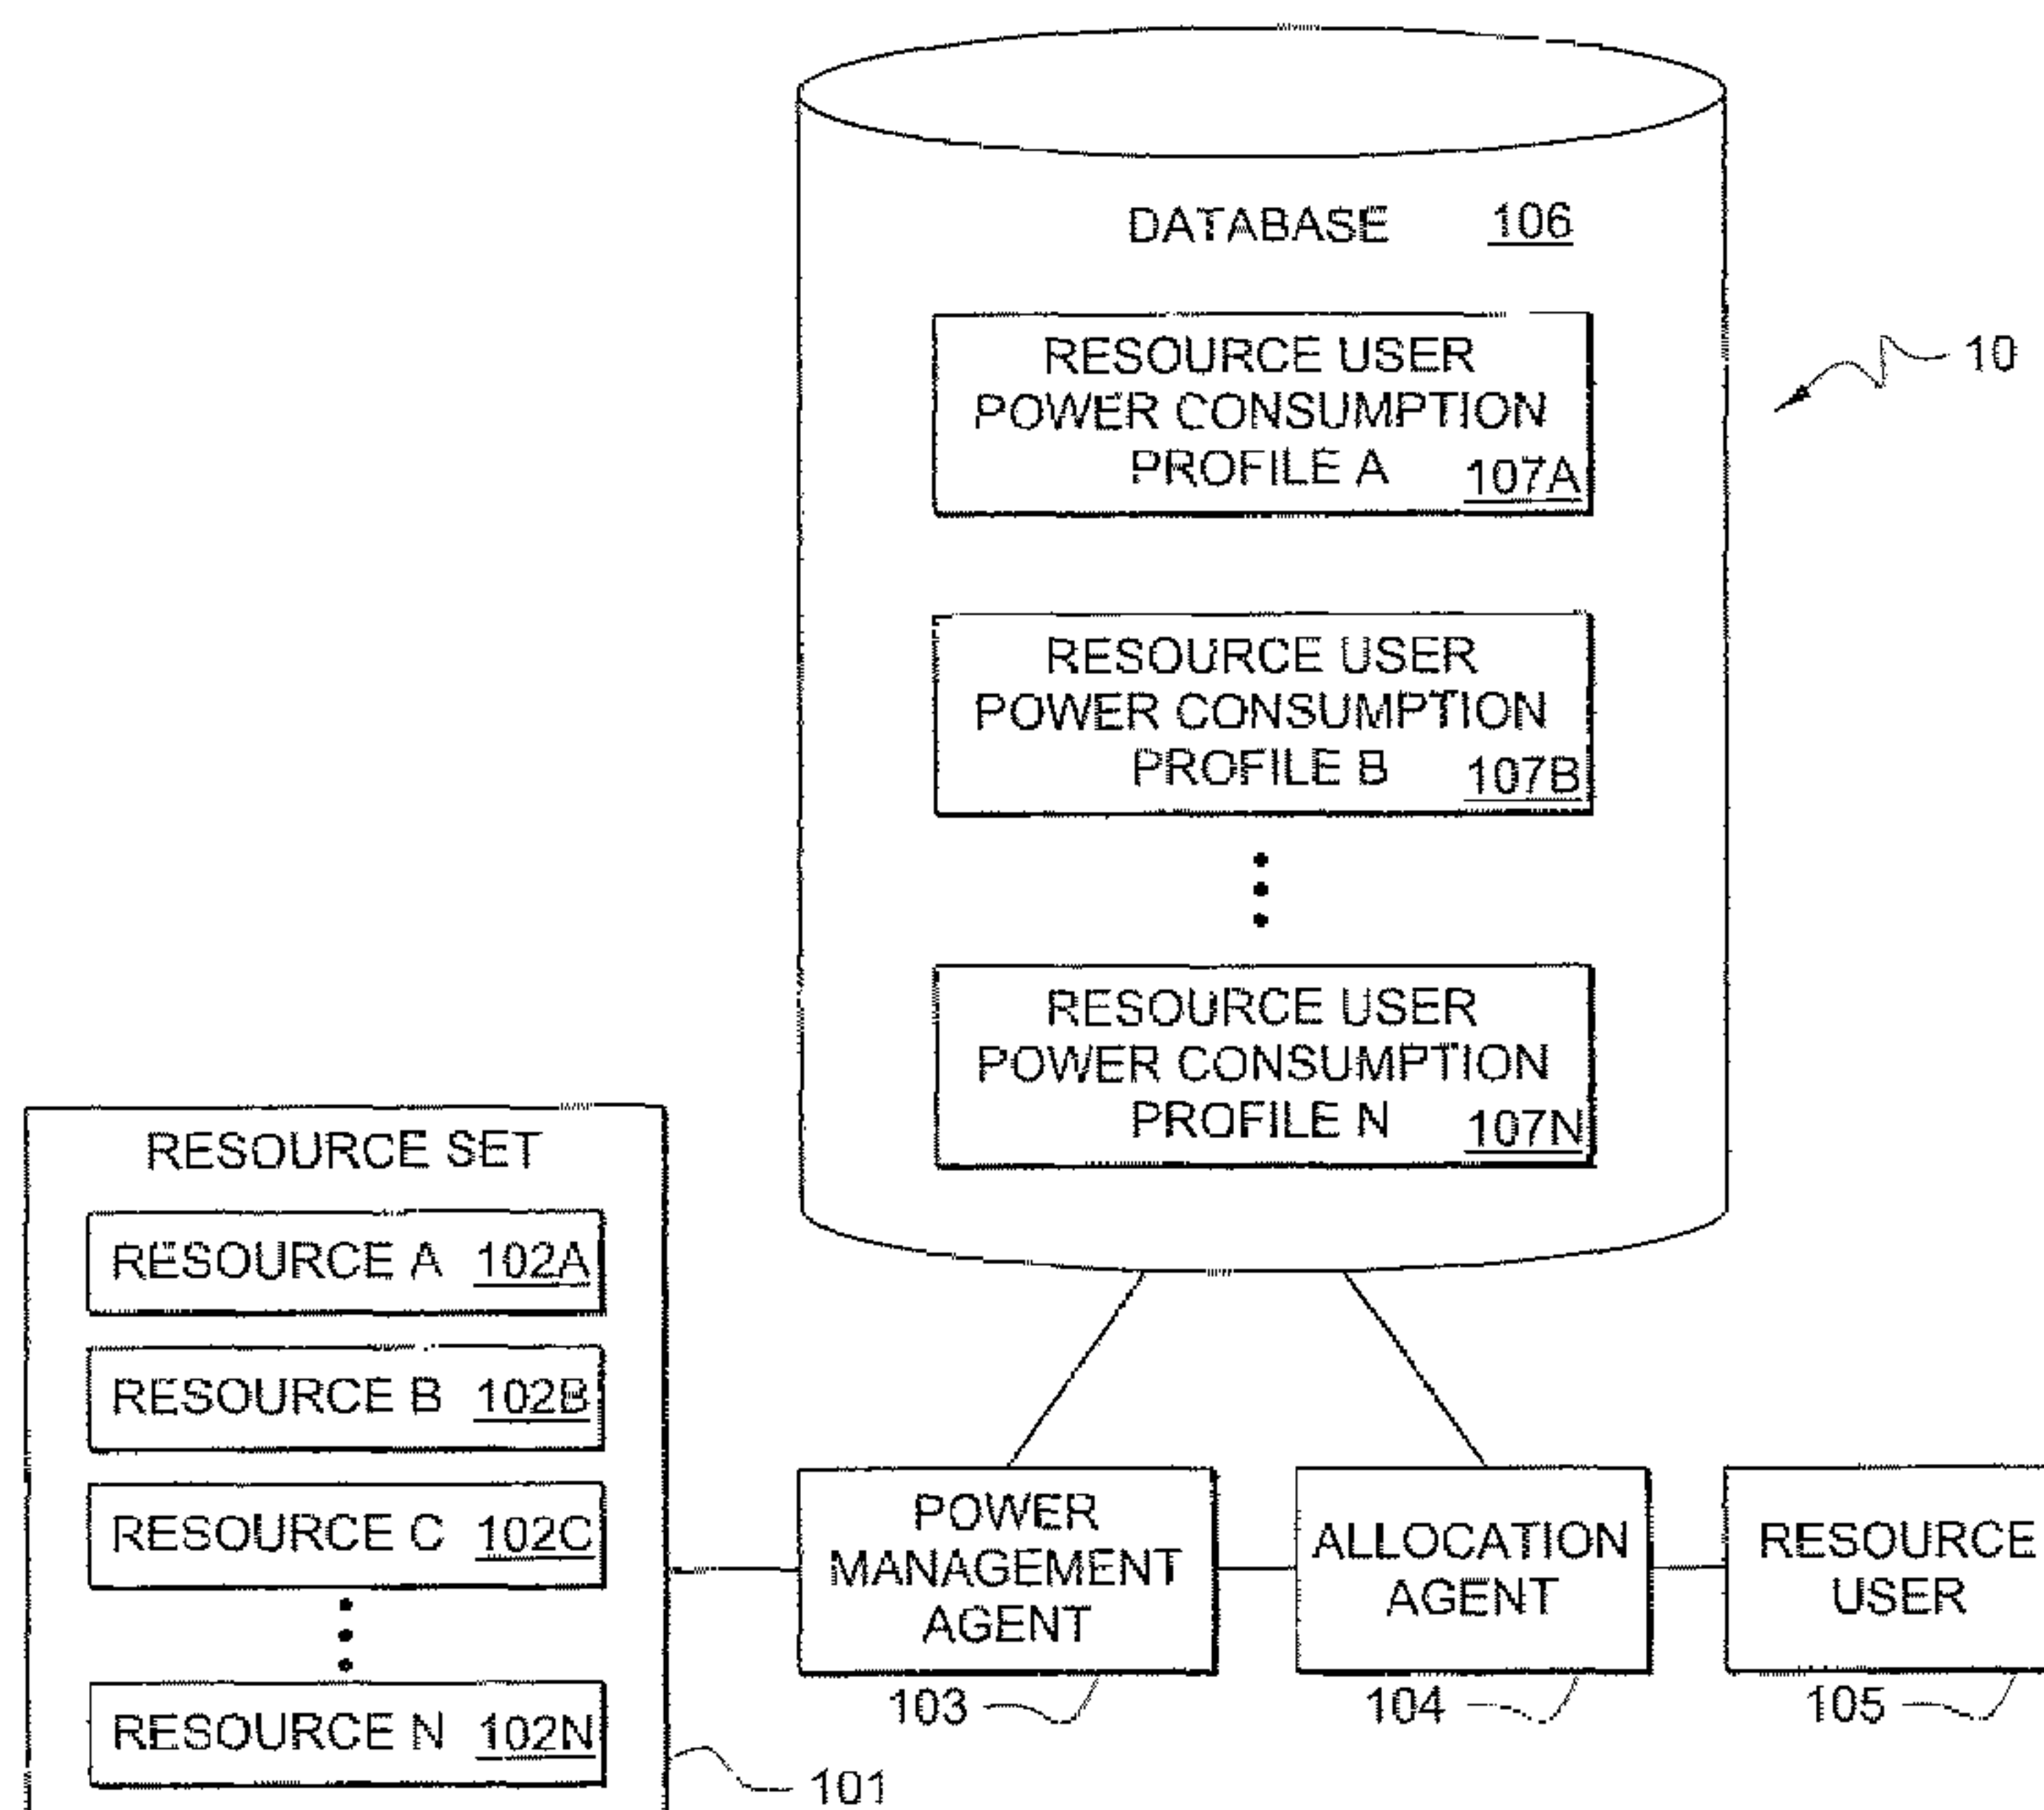 DATABASE 106
RESOURCE USER
POWER CONSUMPTION
PROFILE A 107A
10
RESOURCE USER
POWER CONSUMPTION
PROFILE B 107B
RESOURCE USER
POWER CONSUMPTION
PROFILE N 107N
RESOURCE SET
RESOURCE A 102A
RESOURCE B 102B
RESOURCE C 102C
RESOURCE N 102N
101
POWER
MANAGEMENT
AGENT
103
ALLOCATION
AGENT
104
RESOURCE
USER
105